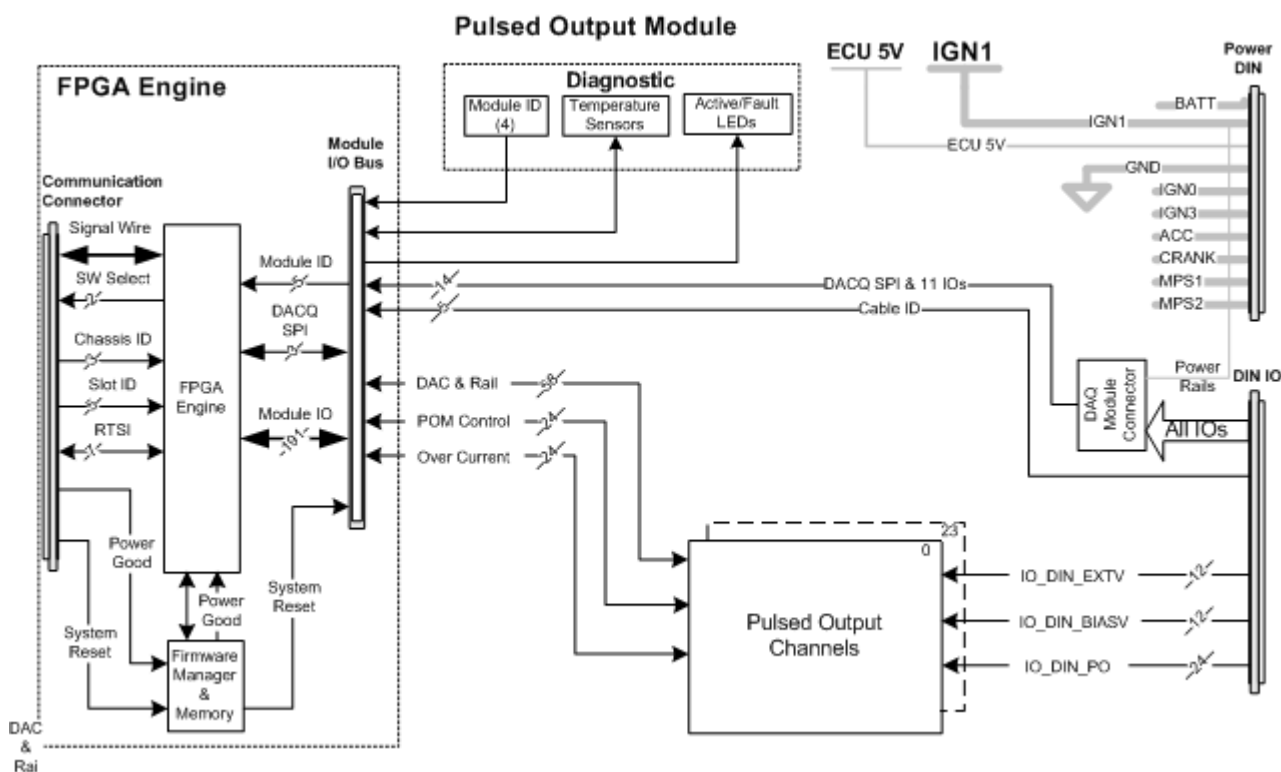 Pulsed Output Module
FPGA Engine
Diagnostic
Module ID
(4)
Temperature
Sensors
Active/Fault
LEDs
ECU 5V
IGN1
Power
DIN
BATT
IGN1
ECU 5V
GND
IGN0
IGN3
ACC
CRANK
MPS1
MPS2
Module
I/O Bus
Communication
Connector
Signal Wire
SW Select
2
Chassis ID
Slot ID
RTSI
7
FPGA
Engine
Module ID
5
DACQ
SPI
3
Module IO
191
14
DACQ SPI & 11 IOs
5
Cable ID
DAC & Rail
58
POM Control
24
Over Current
24
DAQ
Module
Connector
Power
Rails
All IOs
DIN IO
Power
Good
System
Reset
Power
Good
System
Reset
Firmware
Manager
&
Memory
23
0
Pulsed Output
Channels
IO_DIN_EXTV
12
IO_DIN_BIASV
12
IO_DIN_PO
24
DAC
&
Rai